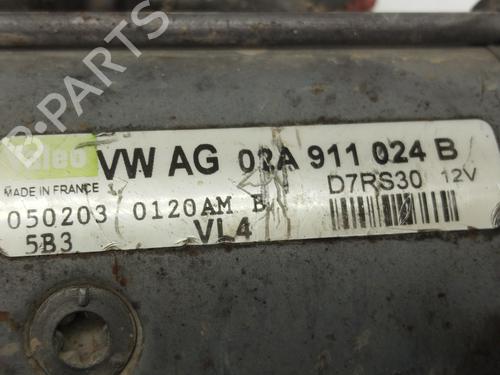 B-PARTS
Valeo VW AG 02A 911 024 B
MADE IN FRANCE D7RS30 12V
050203 0120AM B
5B3 VL4